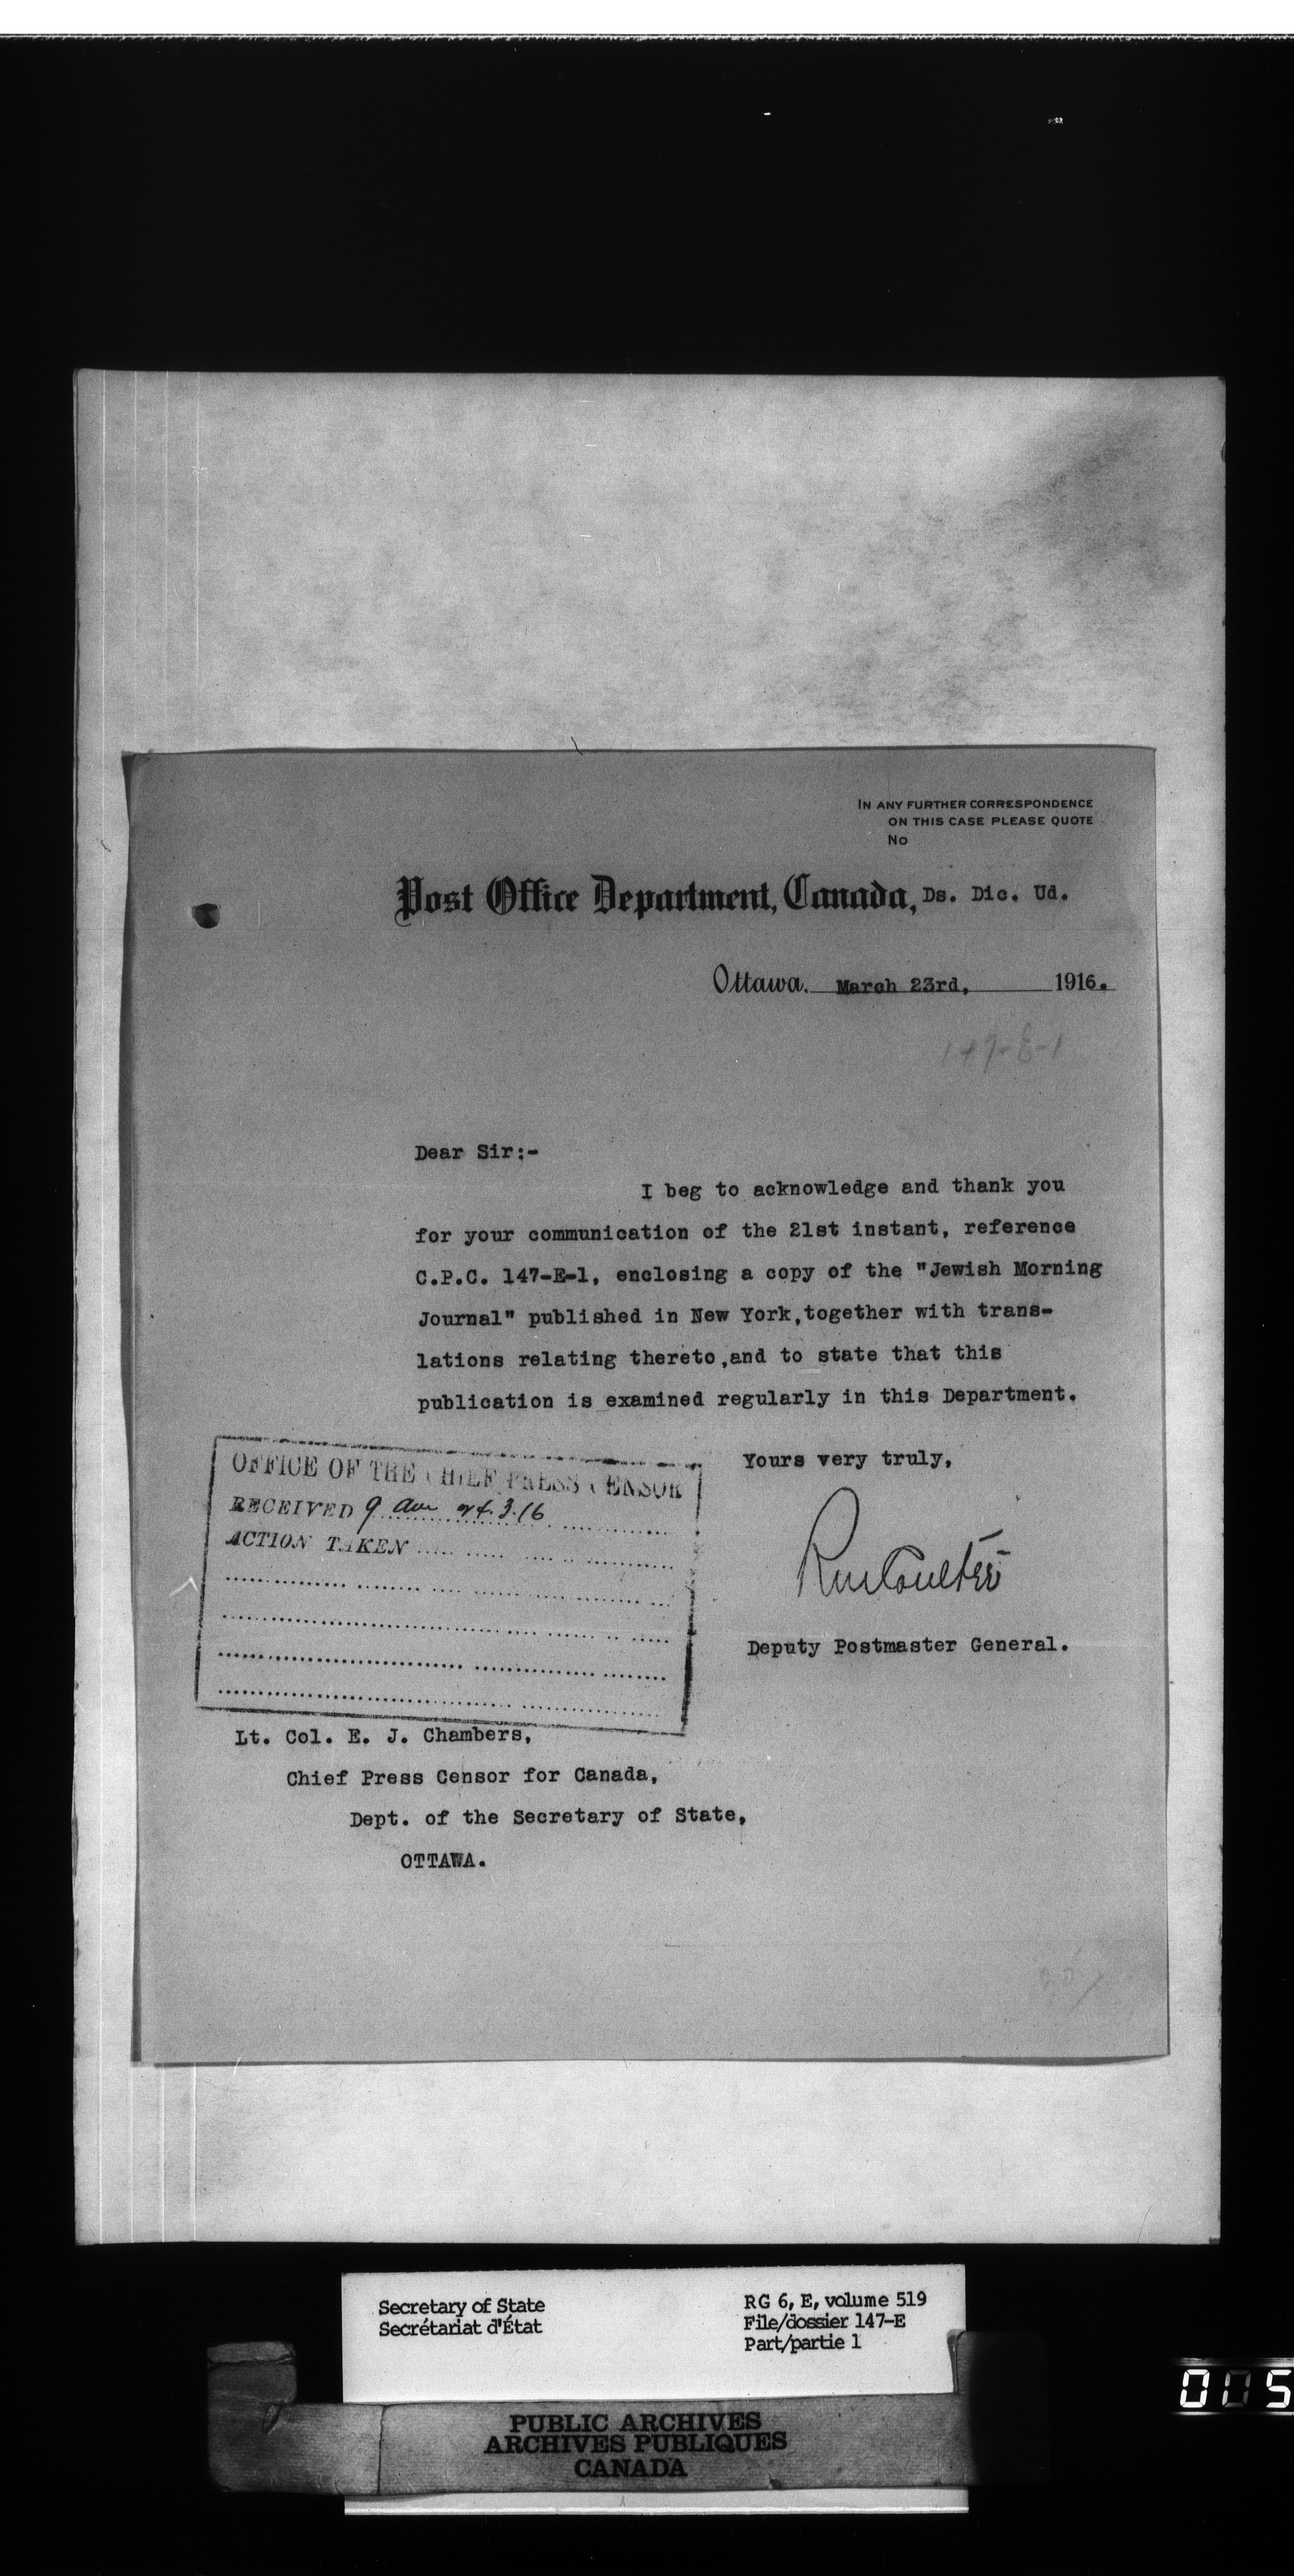 IN ANY FURTHER CORRESPONDENCE
ON THIS CASE PLEASE QUOTE
No
Post Office Department, Canada, Ds. Dic. Ud.
Ottawa. March 23rd, 1916.
147-E-1
Dear Sir:-
I beg to acknowledge and thank you
for your communication of the 21st instant, reference
C.P.C. 147-E-1, enclosing a copy of the "Jewish Morning
Journal" published in New York,together with trans-
lations relating thereto,and to state that this
publication is examined regularly in this Department.
Yours very truly,
OFFICE OF THE CHIEF PRESS CENSOR
RECEIVED 9 am 24.3.16
ACTION TAKEN
RmCoulter
Deputy Postmaster General.
Lt. Col. E. J. Chambers,
Chief Press Censor for Canada,
Dept. of the Secretary of State,
OTTAWA.
Secretary of State
Secrétariat d'État
RG 6, E, volume 519
File/dossier 147-E
Part/partie 1
PUBLIC ARCHIVES
ARCHIVES PUBLIQUES
CANADA